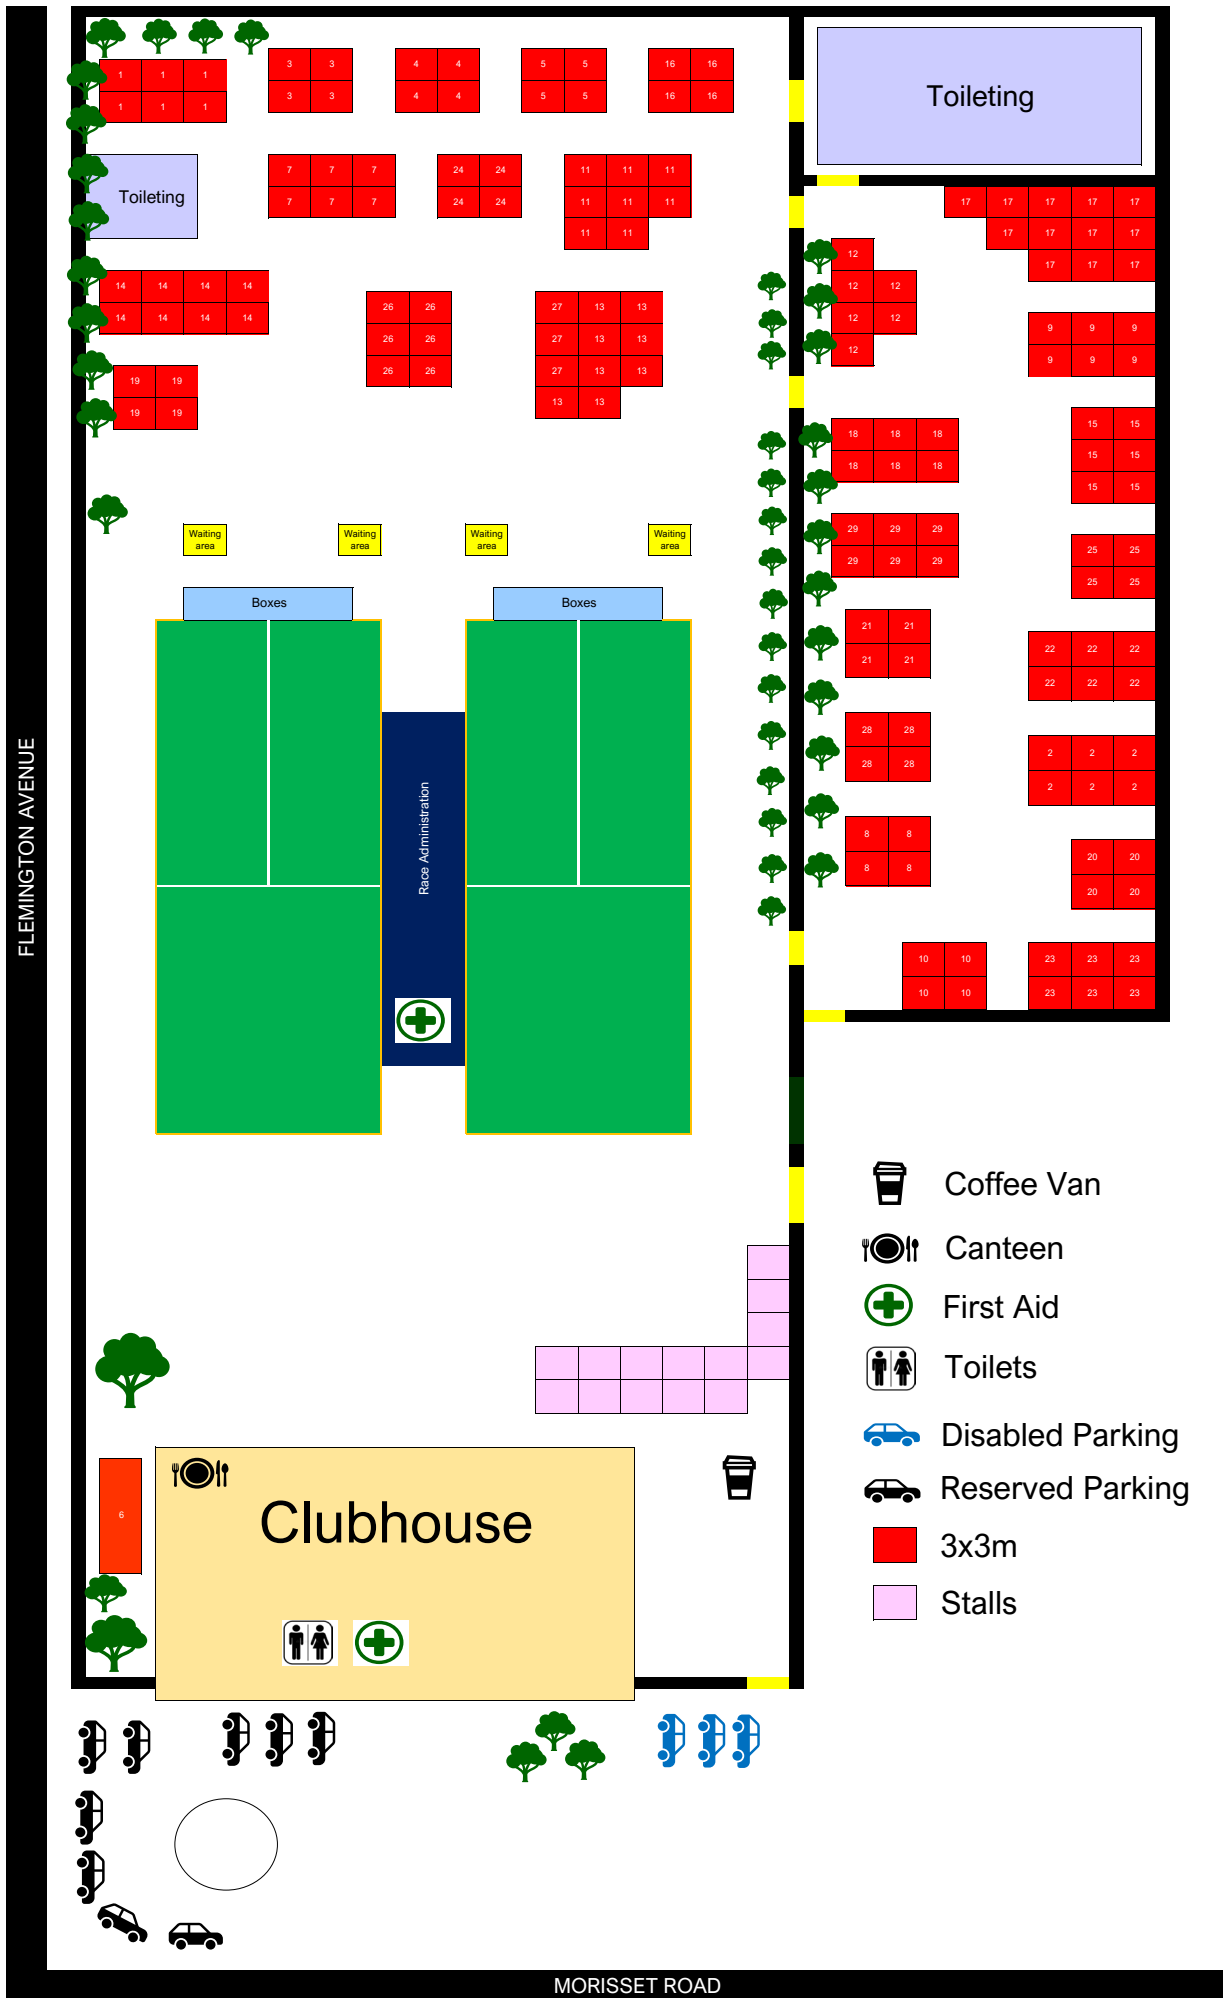 Toileting
3 3 4 4 5 5 16 16
1 1 1
3 3 4 4 5 5 16 16
1 1 1
7 7 7 24 24 11 11 11
Toileting
7 7 7 24 24 11 11 11
11 11
17 17 17 17 17
17 17 17 17
17 17 17
12
12 12
12 12
12
14 14 14 14
14 14 14 14
26 26
26 26
26 26
27 13 13
27 13 13
27 13 13
13 13
9 9 9
9 9 9
19 19
19 19
15 15
15 15
15 15
18 18 18
18 18 18
29 29 29
29 29 29
25 25
25 25
Waiting
area
Waiting
area
Waiting
area
Waiting
area
Boxes
Boxes
21 21
21 21
22 22 22
22 22 22
28 28
28 28
2 2 2
2 2 2
FLEMINGTON AVENUE
Race Administration
8 8
8 8
20 20
20 20
10 10
10 10
23 23 23
23 23 23
Coffee Van
Canteen
First Aid
Toilets
Disabled Parking
Reserved Parking
3x3m
Stalls
6
Clubhouse
MORISSET ROAD